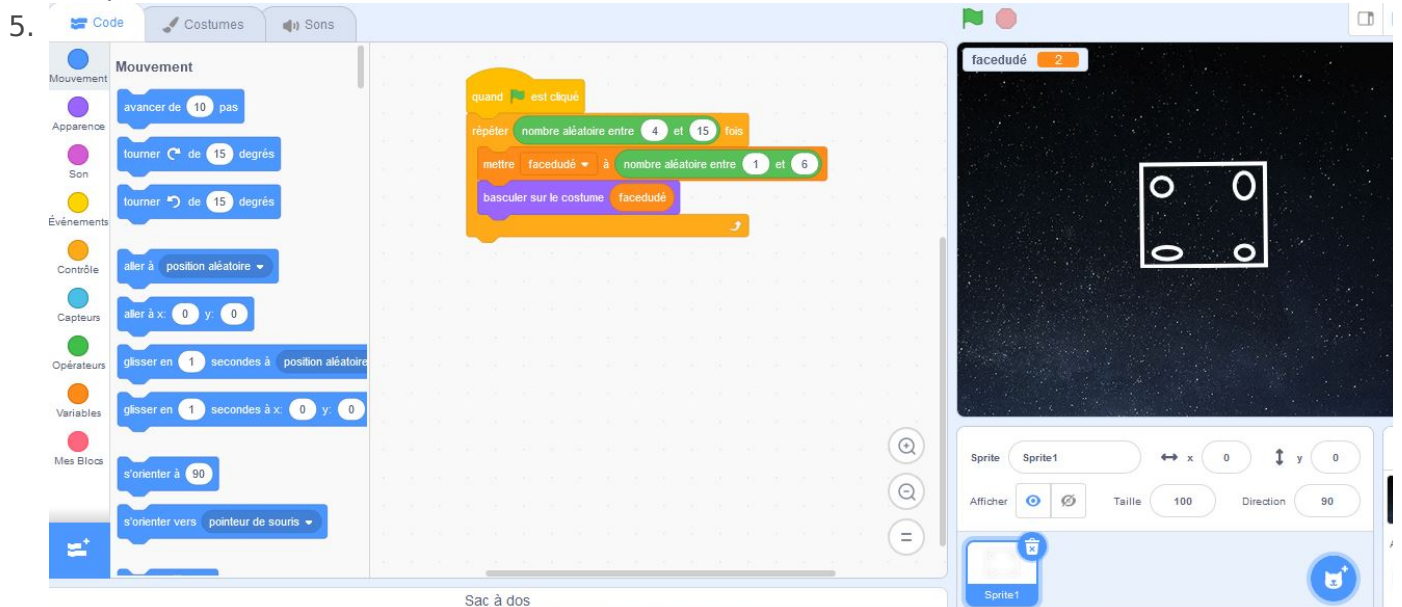 5.
Code
Costumes
Sons
Mouvement
Apparence
Son
Événements
Contrôle
Capteurs
Opérateurs
Variables
Mes Blocs
Mouvement
avancer de 10 pas
tourner de 15 degrés
tourner de 15 degrés
aller à position aléatoire
aller à x: 0 y: 0
glisser en 1 secondes à position aléatoire
glisser en 1 secondes à x: 0 y: 0
s'orienter à 90
s'orienter vers pointeur de souris
quand est cliqué
répéter nombre aléatoire entre 4 et 15 fois
mettre facedudé à nombre aléatoire entre 1 et 6
basculer sur le costume facedudé
Sac à dos
facedudé 2
Sprite Sprite1 x 0 y 0
Afficher Taille 100 Direction 90
Sprite1